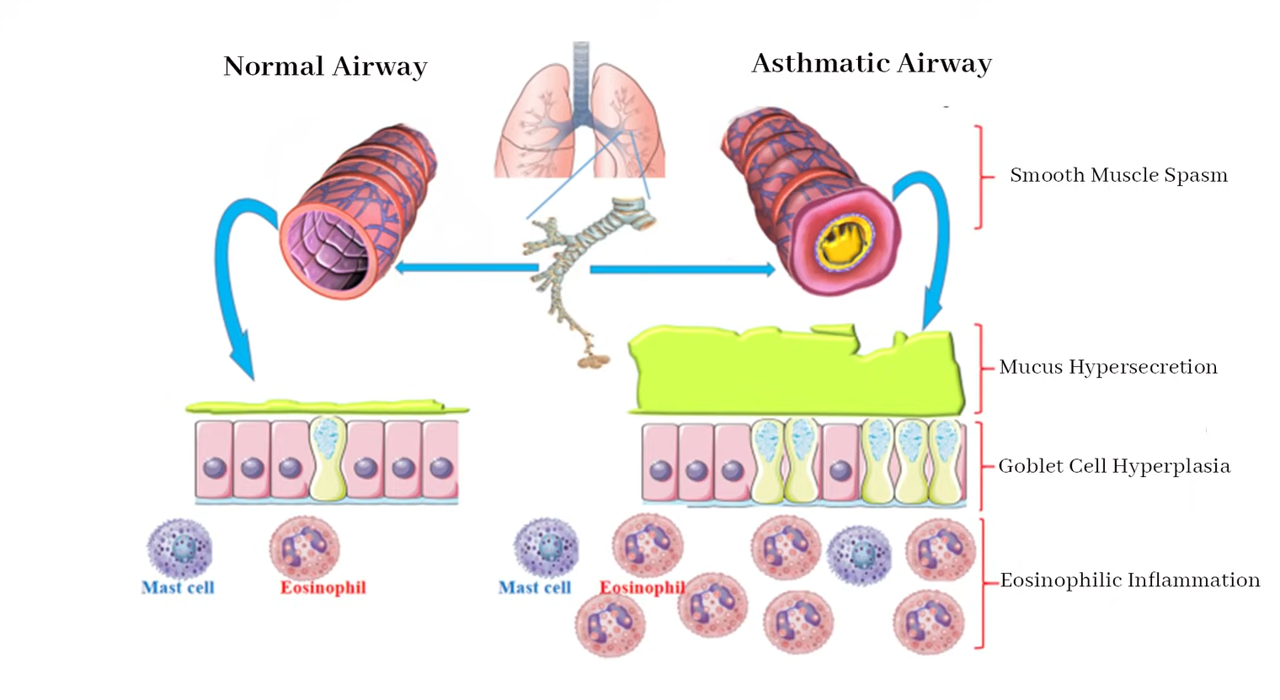 Normal Airway
Asthmatic Airway
Smooth Muscle Spasm
Mucus Hypersecretion
Goblet Cell Hyperplasia
Mast cell
Eosinophil
Mast cell
Eosinophil
Eosinophilic Inflammation